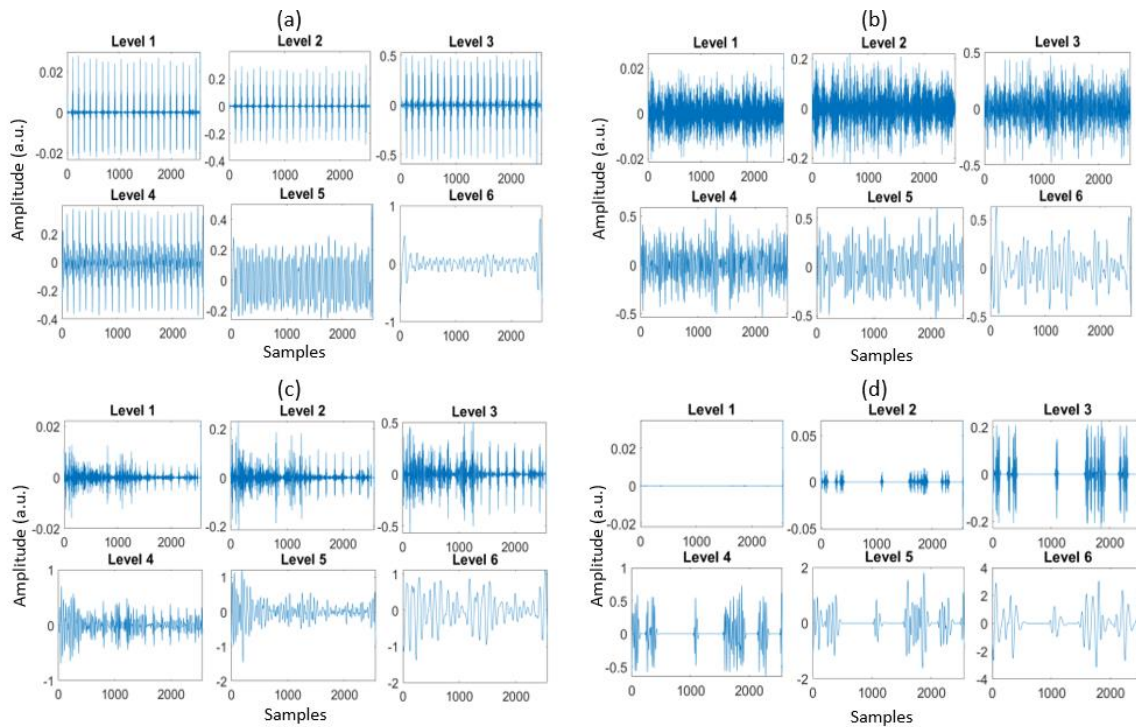 (a)
Level 1 Level 2 Level 3
0.02 0 -0.02
0.2 0 -0.2 -0.4
0.5 0 -0.5
0 1000 2000 0 1000 2000 0 1000 2000
Level 4 Level 5 Level 6
0.4 0.2 0 -0.2 -0.4
0.4 0.2 0 -0.2
1 0 -1
0 1000 2000 0 1000 2000 0 1000 2000
Amplitude (a.u.)
Samples
(b)
Level 1 Level 2 Level 3
0.02 0 -0.02
0.2 0 -0.2
0.5 0 -0.5
0 1000 2000 0 1000 2000 0 1000 2000
Level 4 Level 5 Level 6
0.5 0 -0.5
0.5 0 -0.5
0.5 0 -0.5
0 1000 2000 0 1000 2000 0 1000 2000
Amplitude (a.u.)
Samples
(c)
Level 1 Level 2 Level 3
0.02 0 -0.02
0.2 0 -0.2
0.5 0 -0.5
0 1000 2000 0 1000 2000 0 1000 2000
Level 4 Level 5 Level 6
1 0 -1
1 0 -1 -2
1 0 -1 -2
0 1000 2000 0 1000 2000 0 1000 2000
Amplitude (a.u.)
Samples
(d)
Level 1 Level 2 Level 3
0.02 0 -0.02
0.05 0 -0.05
0.2 0 -0.2
0 1000 2000 0 1000 2000 0 1000 2000
Level 4 Level 5 Level 6
1 0.5 0 -0.5
2 0 -2
4 2 0 -2 -4
0 1000 2000 0 1000 2000 0 1000 2000
Amplitude (a.u.)
Samples